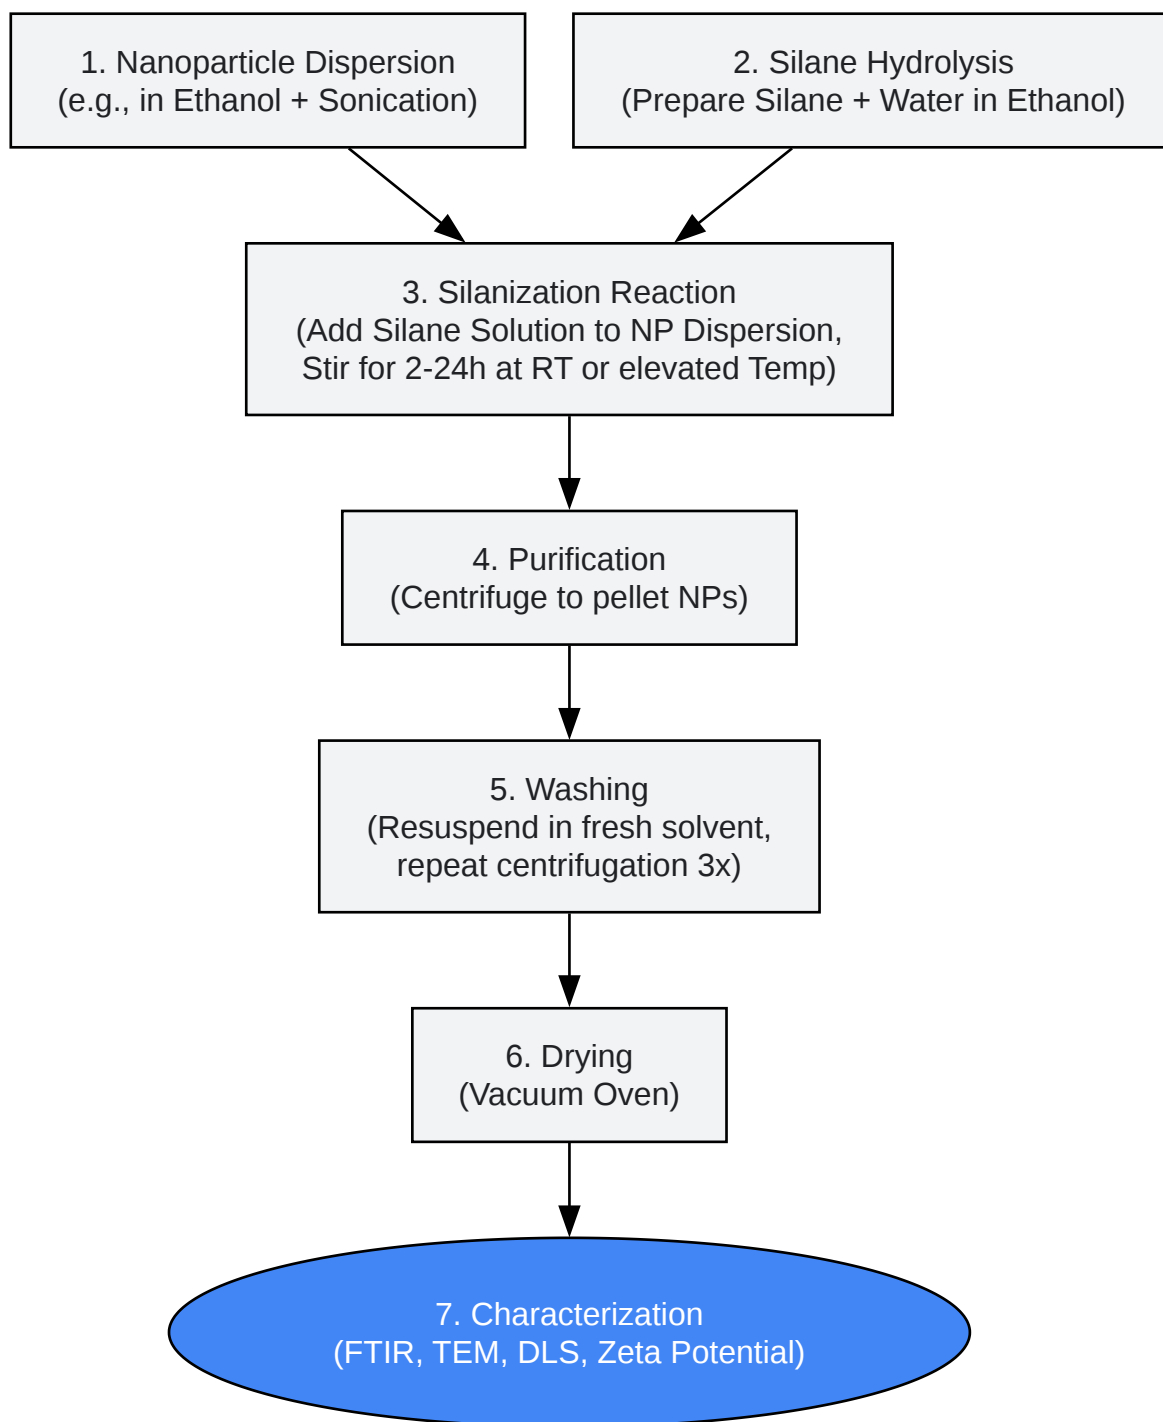 1. Nanoparticle Dispersion
(e.g., in Ethanol + Sonication)
2. Silane Hydrolysis
(Prepare Silane + Water in Ethanol)
3. Silanization Reaction
(Add Silane Solution to NP Dispersion,
Stir for 2-24h at RT or elevated Temp)
4. Purification
(Centrifuge to pellet NPs)
5. Washing
(Resuspend in fresh solvent,
repeat centrifugation 3x)
6. Drying
(Vacuum Oven)
7. Characterization
(FTIR, TEM, DLS, Zeta Potential)